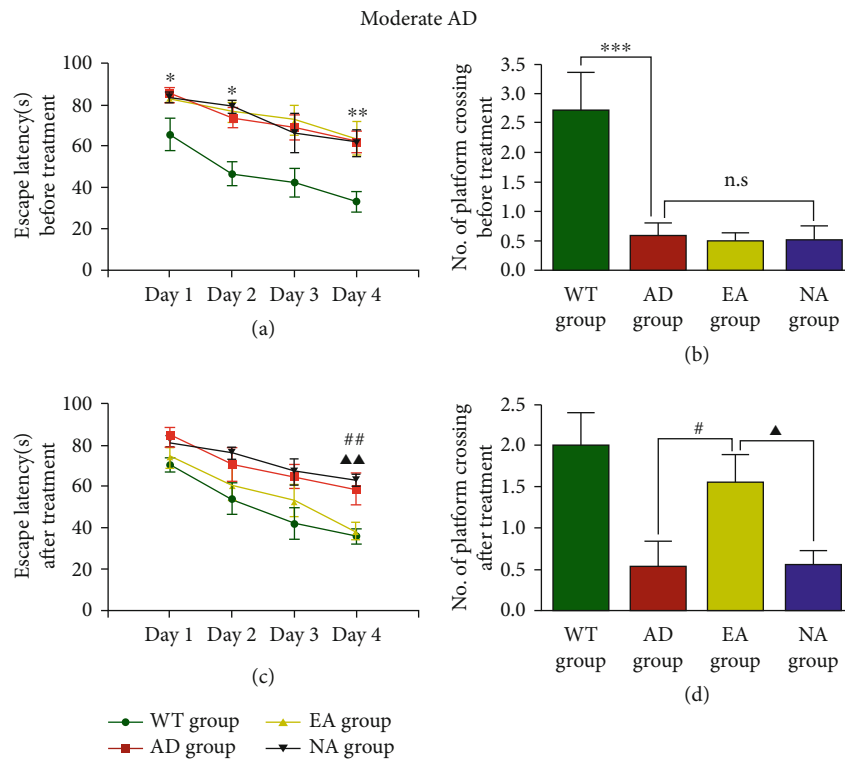 Moderate AD
Escape latency(s)
before treatment
100
80
60
40
20
0
*
*
**
Day 1 Day 2 Day 3 Day 4
(a)
No. of platform crossing
before treatment
3.5
3.0
2.5
2.0
1.5
1.0
0.5
0.0
***
n.s
WT group
AD group
EA group
NA group
(b)
Escape latency(s)
after treatment
100
80
60
40
20
0
##
▲▲
Day 1 Day 2 Day 3 Day 4
(c)
No. of platform crossing
after treatment
2.5
2.0
1.5
1.0
0.5
0.0
#
▲
WT group
AD group
EA group
NA group
(d)
WT group
AD group
EA group
NA group